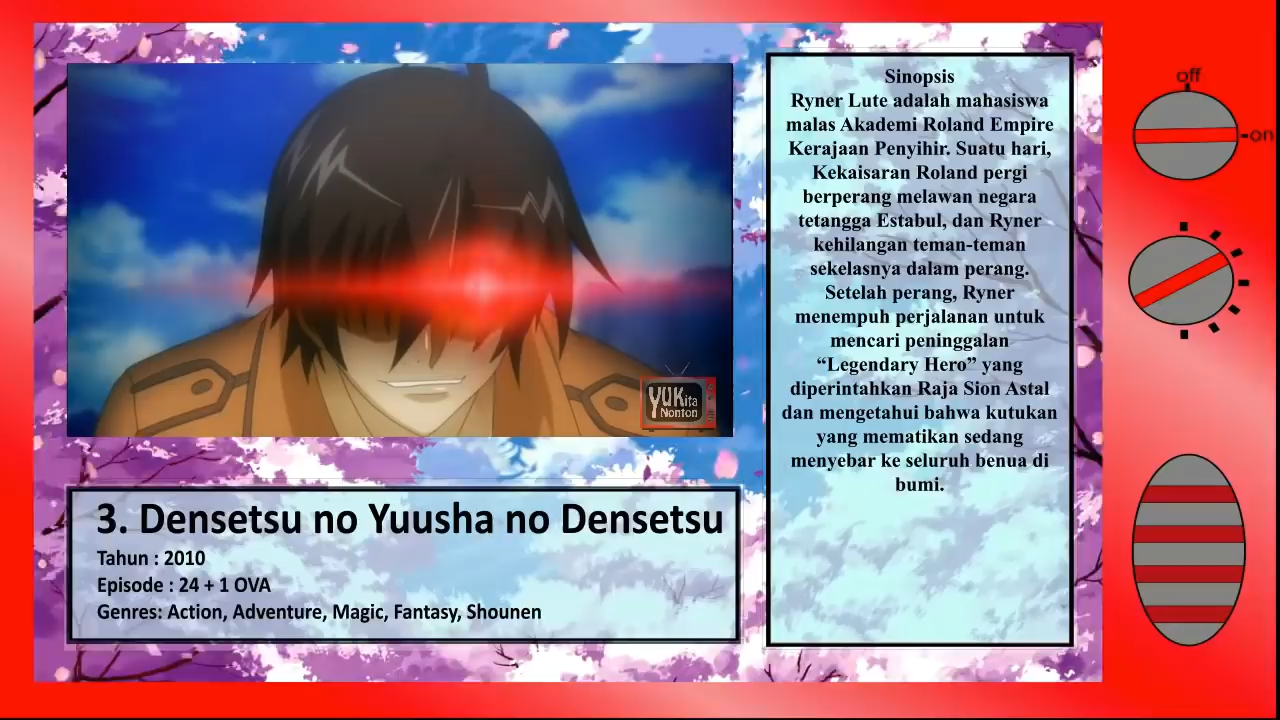 Sinopsis
Ryner Lute adalah mahasiswa
malas Akademi Roland Empire
Kerajaan Penyihir. Suatu hari,
Kekaisaran Roland pergi
berperang melawan negara
tetangga Estabul, dan Ryner
kehilangan teman-teman
sekelasnya dalam perang.
Setelah perang, Ryner
menempuh perjalanan untuk
mencari peninggalan
“Legendary Hero” yang
diperintahkan Raja Sion Astal
dan mengetahui bahwa kutukan
yang mematikan sedang
menyebar ke seluruh benua di
bumi.
YUKita
Nonton
3. Densetsu no Yuusha no Densetsu
Tahun : 2010
Episode : 24 + 1 OVA
Genres: Action, Adventure, Magic, Fantasy, Shounen
off
on